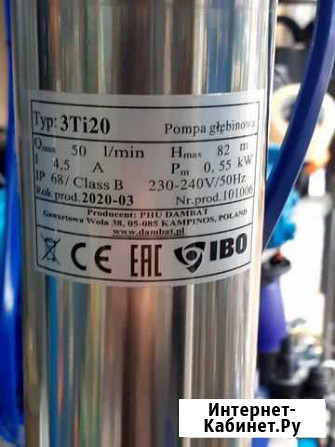 Typ: 3Ti20 Pompa głębinowa
Qmax 50 l/min Hmax 82 m
I 4,5 A Pm 0,55 kW
IP 68/ Class B 230-240V/50Hz
Rok prod. 2020-03 Nr.prod. 101006
Producent: PHU DAMBAT
Gawartowa Wola 38, 05-085 KAMPINOS, POLAND
www.dambat.pl
CE EAC IBO
Интернет-
Кабинет.Ру